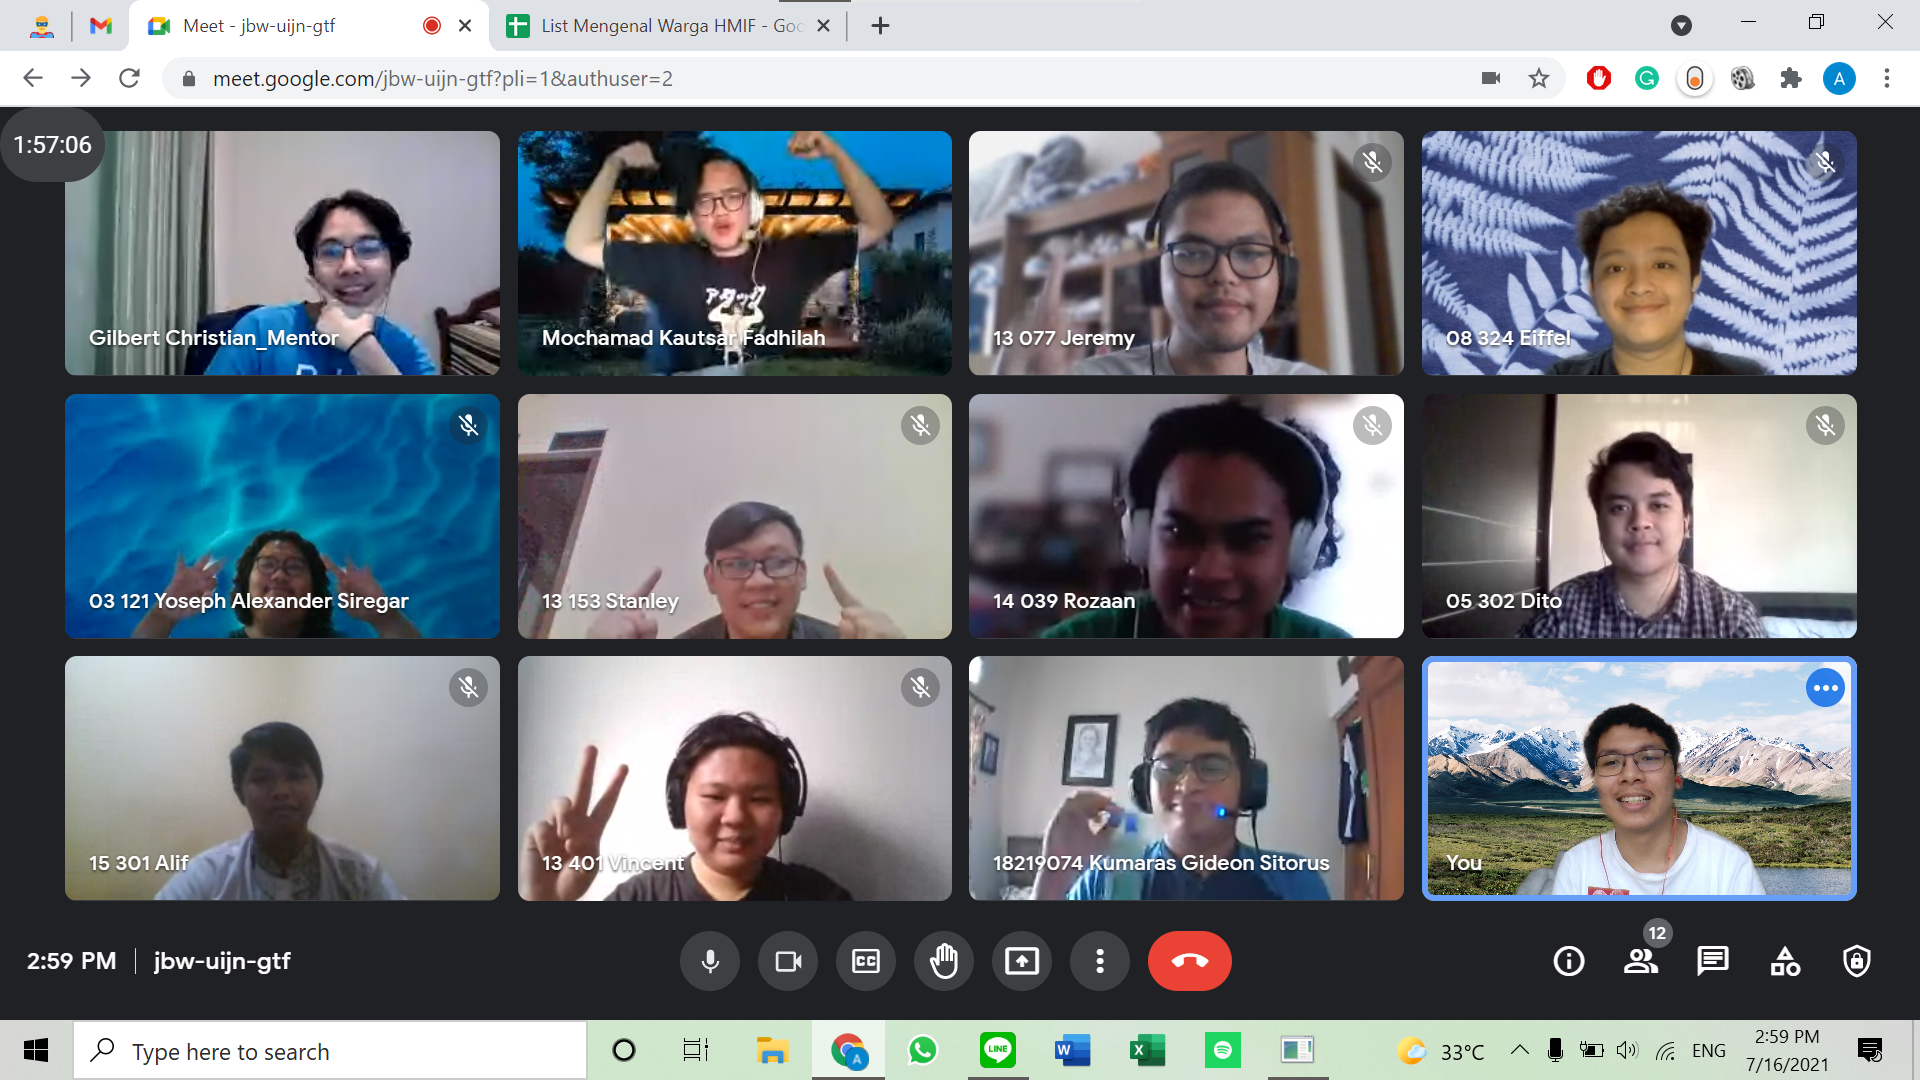 Meet - jbw-uijn-gtf
List Mengenal Warga HMIF - Goo
meet.google.com/jbw-uijn-gtf?pli=1&authuser=2
A
1:57:06
Gilbert Christian_Mentor
Mochamad Kautsar Fadhilah
13 077 Jeremy
08 324 Eiffel
03 121 Yoseph Alexander Siregar
13 153 Stanley
14 039 Rozaan
05 302 Dito
15 301 Alif
13 401 Vincent
18219074 Kumaras Gideon Sitorus
You
2:59 PM
jbw-uijn-gtf
CC
12
Type here to search
A
LINE
W
X
33°C
ENG
2:59 PM
7/16/2021